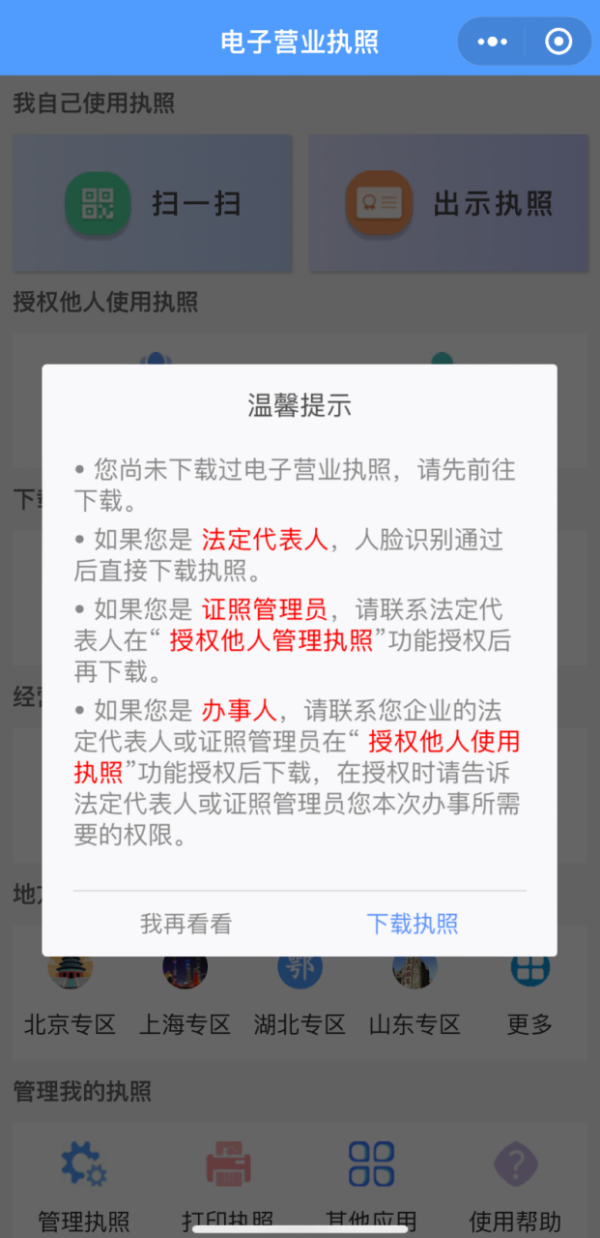 电子营业执照
我自己使用执照
扫一扫
出示执照
授权他人使用执照
温馨提示
• 您尚未下载过电子营业执照，请先前往
下载。
• 如果您是 法定代表人，人脸识别通过
后直接下载执照。
• 如果您是 证照管理员，请联系法定代
表人在“ 授权他人管理执照”功能授权后
再下载。
• 如果您是 办事人，请联系您企业的法
定代表人或证照管理员在“ 授权他人使用
执照”功能授权后下载，在授权时请告诉
法定代表人或证照管理员您本次办事所需
要的权限。
我再看看
下载执照
下
经
地
鄂
北京专区
上海专区
湖北专区
山东专区
更多
管理我的执照
管理执照
打印执照
其他应用
使用帮助